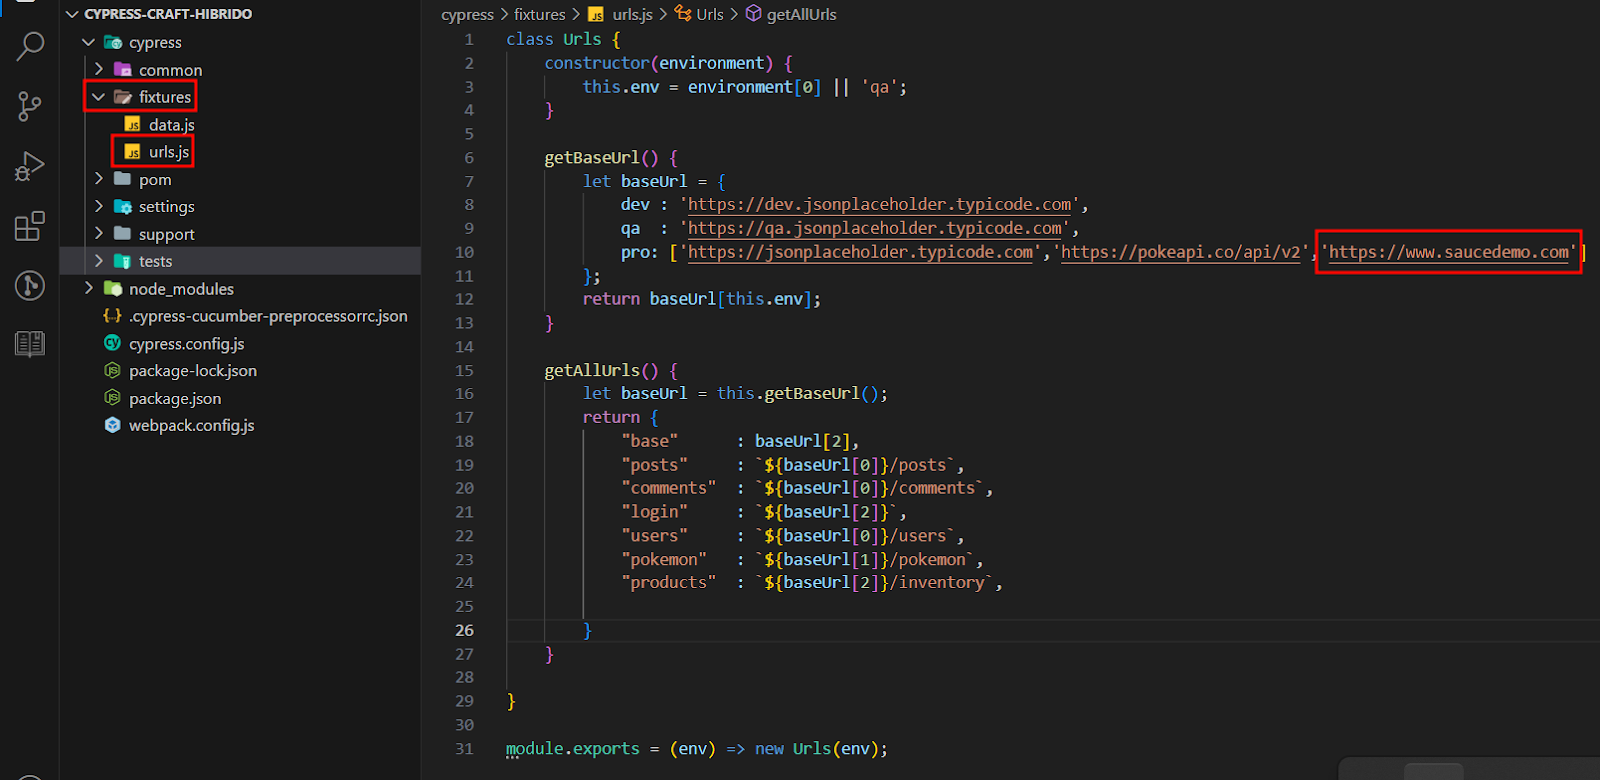 CYPRESS-CRAFT-HIBRIDO
cypress
common
fixtures
data.js
urls.js
pom
settings
support
tests
node_modules
.cypress-cucumber-preprocessorrc.json
cypress.config.js
package-lock.json
package.json
webpack.config.js
cypress > fixtures > JS urls.js > Urls > getAllUrls
1 class Urls {
2 constructor(environment) {
3 this.env = environment[0] || 'qa';
4 }
5
6 getBaseUrl() {
7 let baseUrl = {
8 dev : 'https://dev.jsonplaceholder.typicode.com',
9 qa  : 'https://qa.jsonplaceholder.typicode.com',
10 pro: ['https://jsonplaceholder.typicode.com','https://pokeapi.co/api/v2','https://www.saucedemo.com']
11 };
12 return baseUrl[this.env];
13 }
14
15 getAllUrls() {
16 let baseUrl = this.getBaseUrl();
17 return {
18 "base"      : baseUrl[2],
19 "posts"     : `${baseUrl[0]}/posts`,
20 "comments"  : `${baseUrl[0]}/comments`,
21 "login"     : `${baseUrl[2]}`,
22 "users"     : `${baseUrl[0]}/users`,
23 "pokemon"   : `${baseUrl[1]}/pokemon`,
24 "products"  : `${baseUrl[2]}/inventory`,
25
26 }
27 }
28
29 }
30
31 module.exports = (env) => new Urls(env);